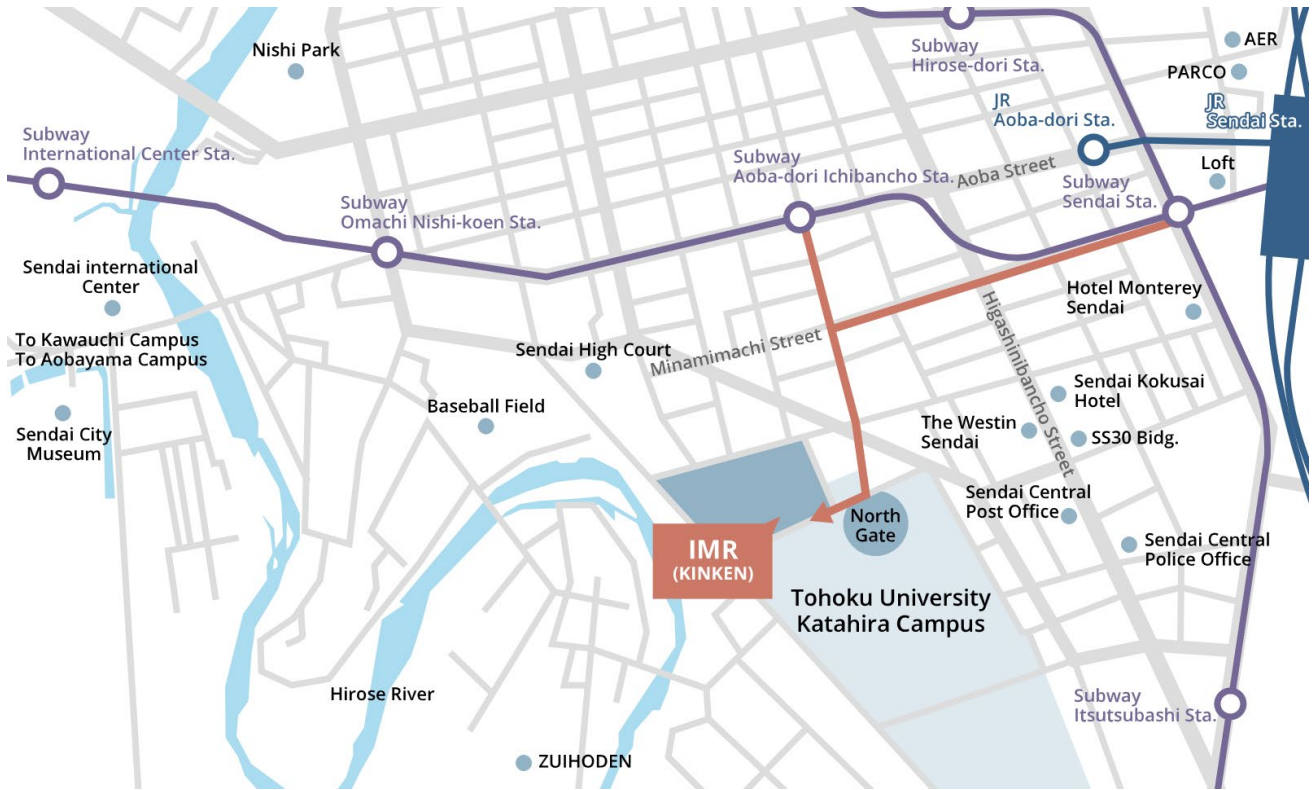 Nishi Park
Subway
Hirose-dori Sta.
AER
PARCO
JR
Aoba-dori Sta.
JR
Sendai Sta.
Subway
International Center Sta.
Subway
Aoba-dori Ichibancho Sta.
Aoba Street
Loft
Subway
Sendai Sta.
Subway
Omachi Nishi-koen Sta.
Sendai international
Center
Hotel Monterey
Sendai
To Kawauchi Campus
To Aobayama Campus
Sendai High Court
Minamimachi Street
Higashinibancho Street
Sendai Kokusai
Hotel
Baseball Field
Sendai City
Museum
The Westin
Sendai
SS30 Bidg.
Sendai Central
Post Office
North
Gate
IMR
(KINKEN)
Sendai Central
Police Office
Tohoku University
Katahira Campus
Hirose River
Subway
Itsutsubashi Sta.
ZUIHODEN